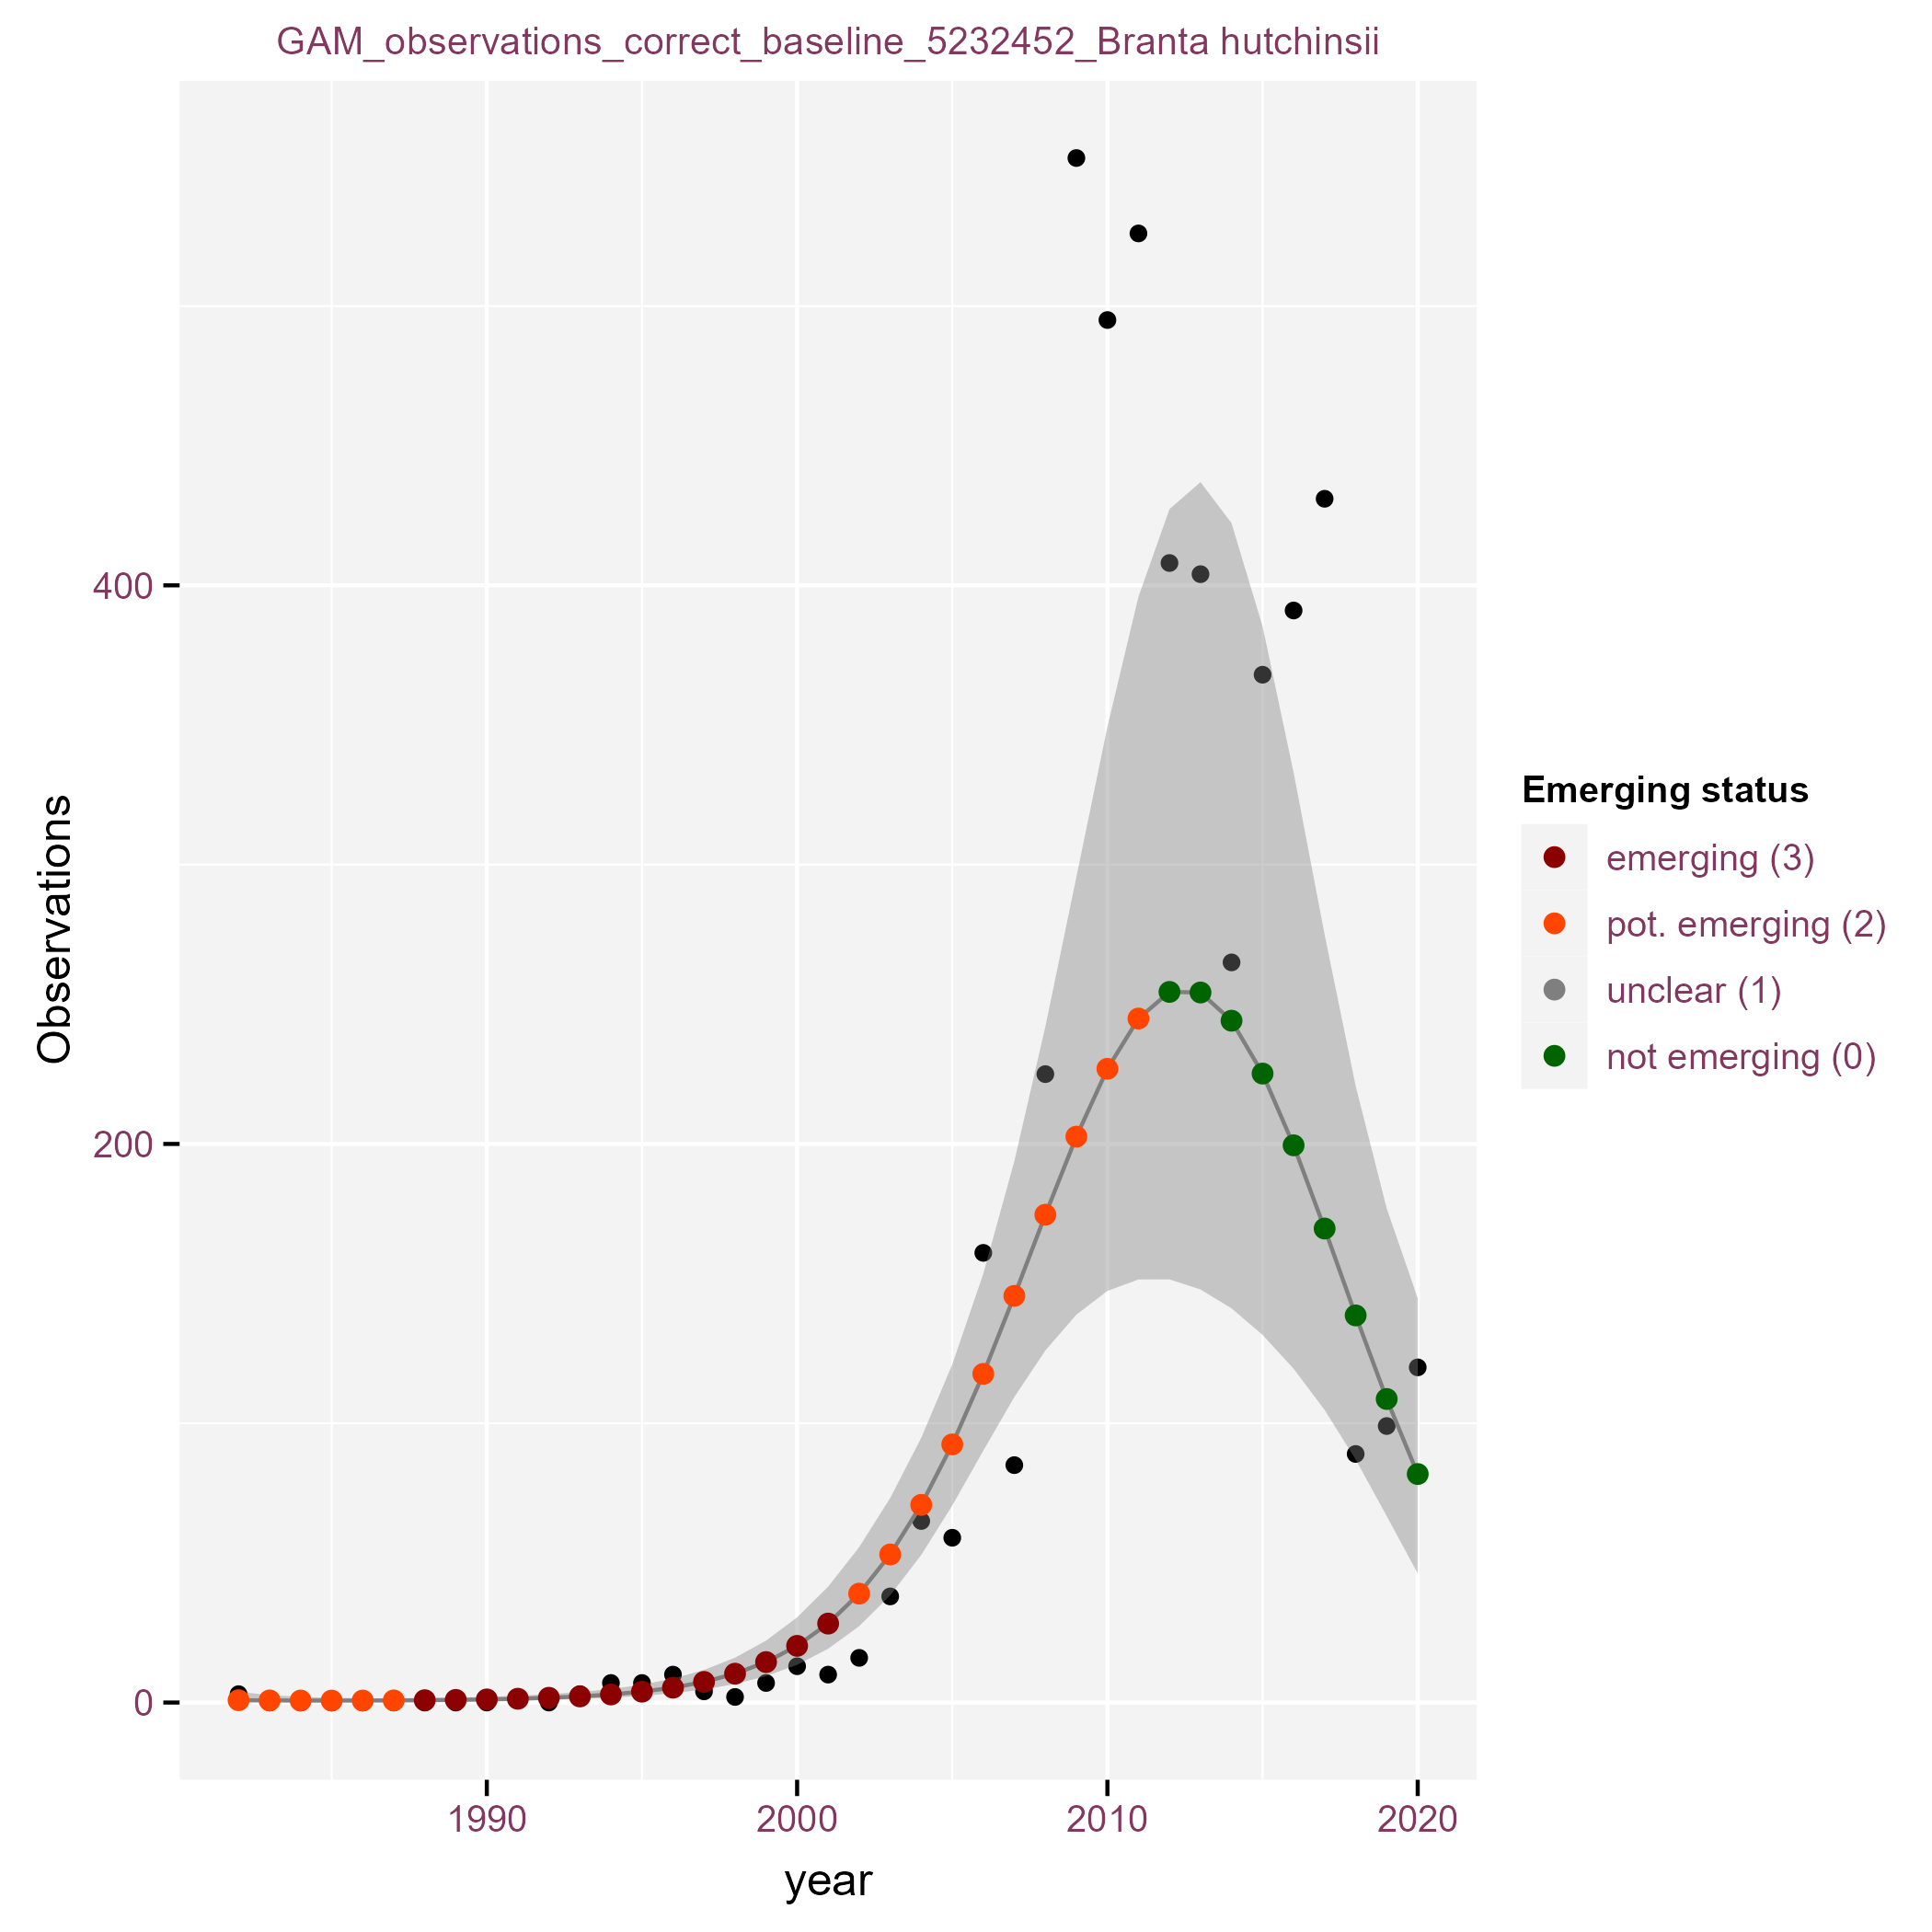 GAM_observations_correct_baseline_5232452_Branta hutchinsii
Observations
400
200
0
1990
2000
2010
2020
year
Emerging status
emerging (3)
pot. emerging (2)
unclear (1)
not emerging (0)